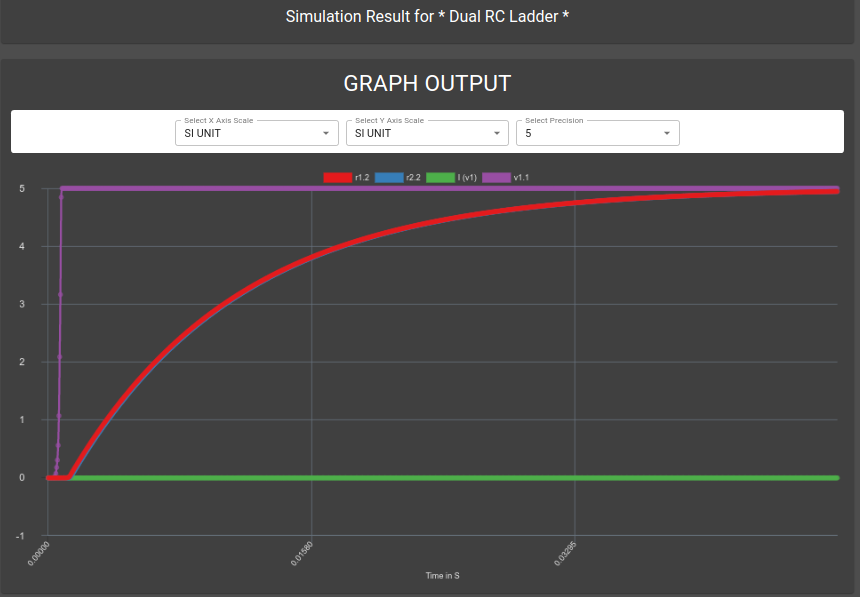 Simulation Result for * Dual RC Ladder *
GRAPH OUTPUT
Select X Axis Scale
SI UNIT
Select Y Axis Scale
SI UNIT
Select Precision
5
r1.2 r2.2 I (v1) v1.1
5
4
3
2
1
0
-1
0.00000 0.01580 0.03295
Time in S